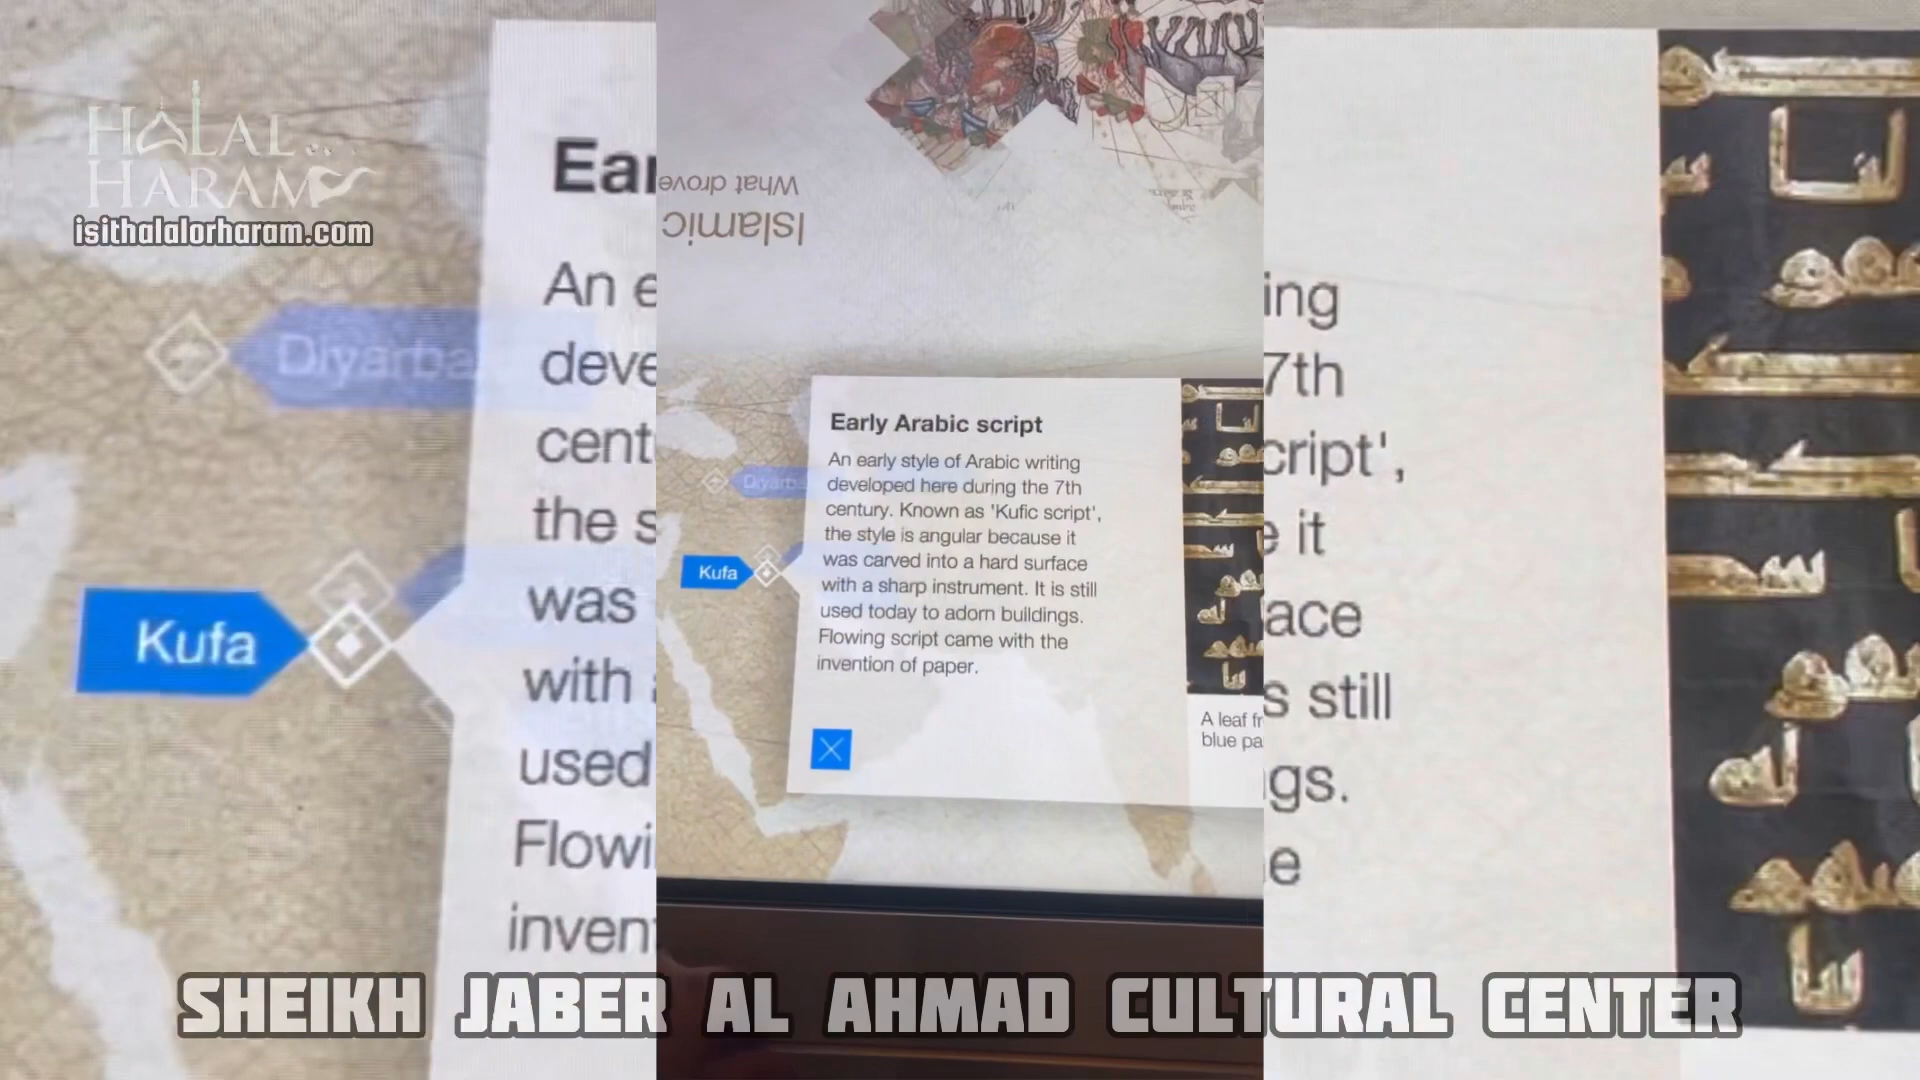 HALAL
HARAM
isithalalorharam.com
Ear
An e
Diyarba
deve
cent
the s
Kufa
was
with
used
Flowi
inven
What drove
Islamic
Early Arabic script
An early style of Arabic writing
developed here during the 7th
century. Known as 'Kufic script',
the style is angular because it
was carved into a hard surface
with a sharp instrument. It is still
used today to adorn buildings.
Flowing script came with the
invention of paper.
Diyarba
Kufa
A leaf fr
blue pa
ing
7th
cript',
e it
ace
s still
gs.
e
SHEIKH JABER AL AHMAD CULTURAL CENTER